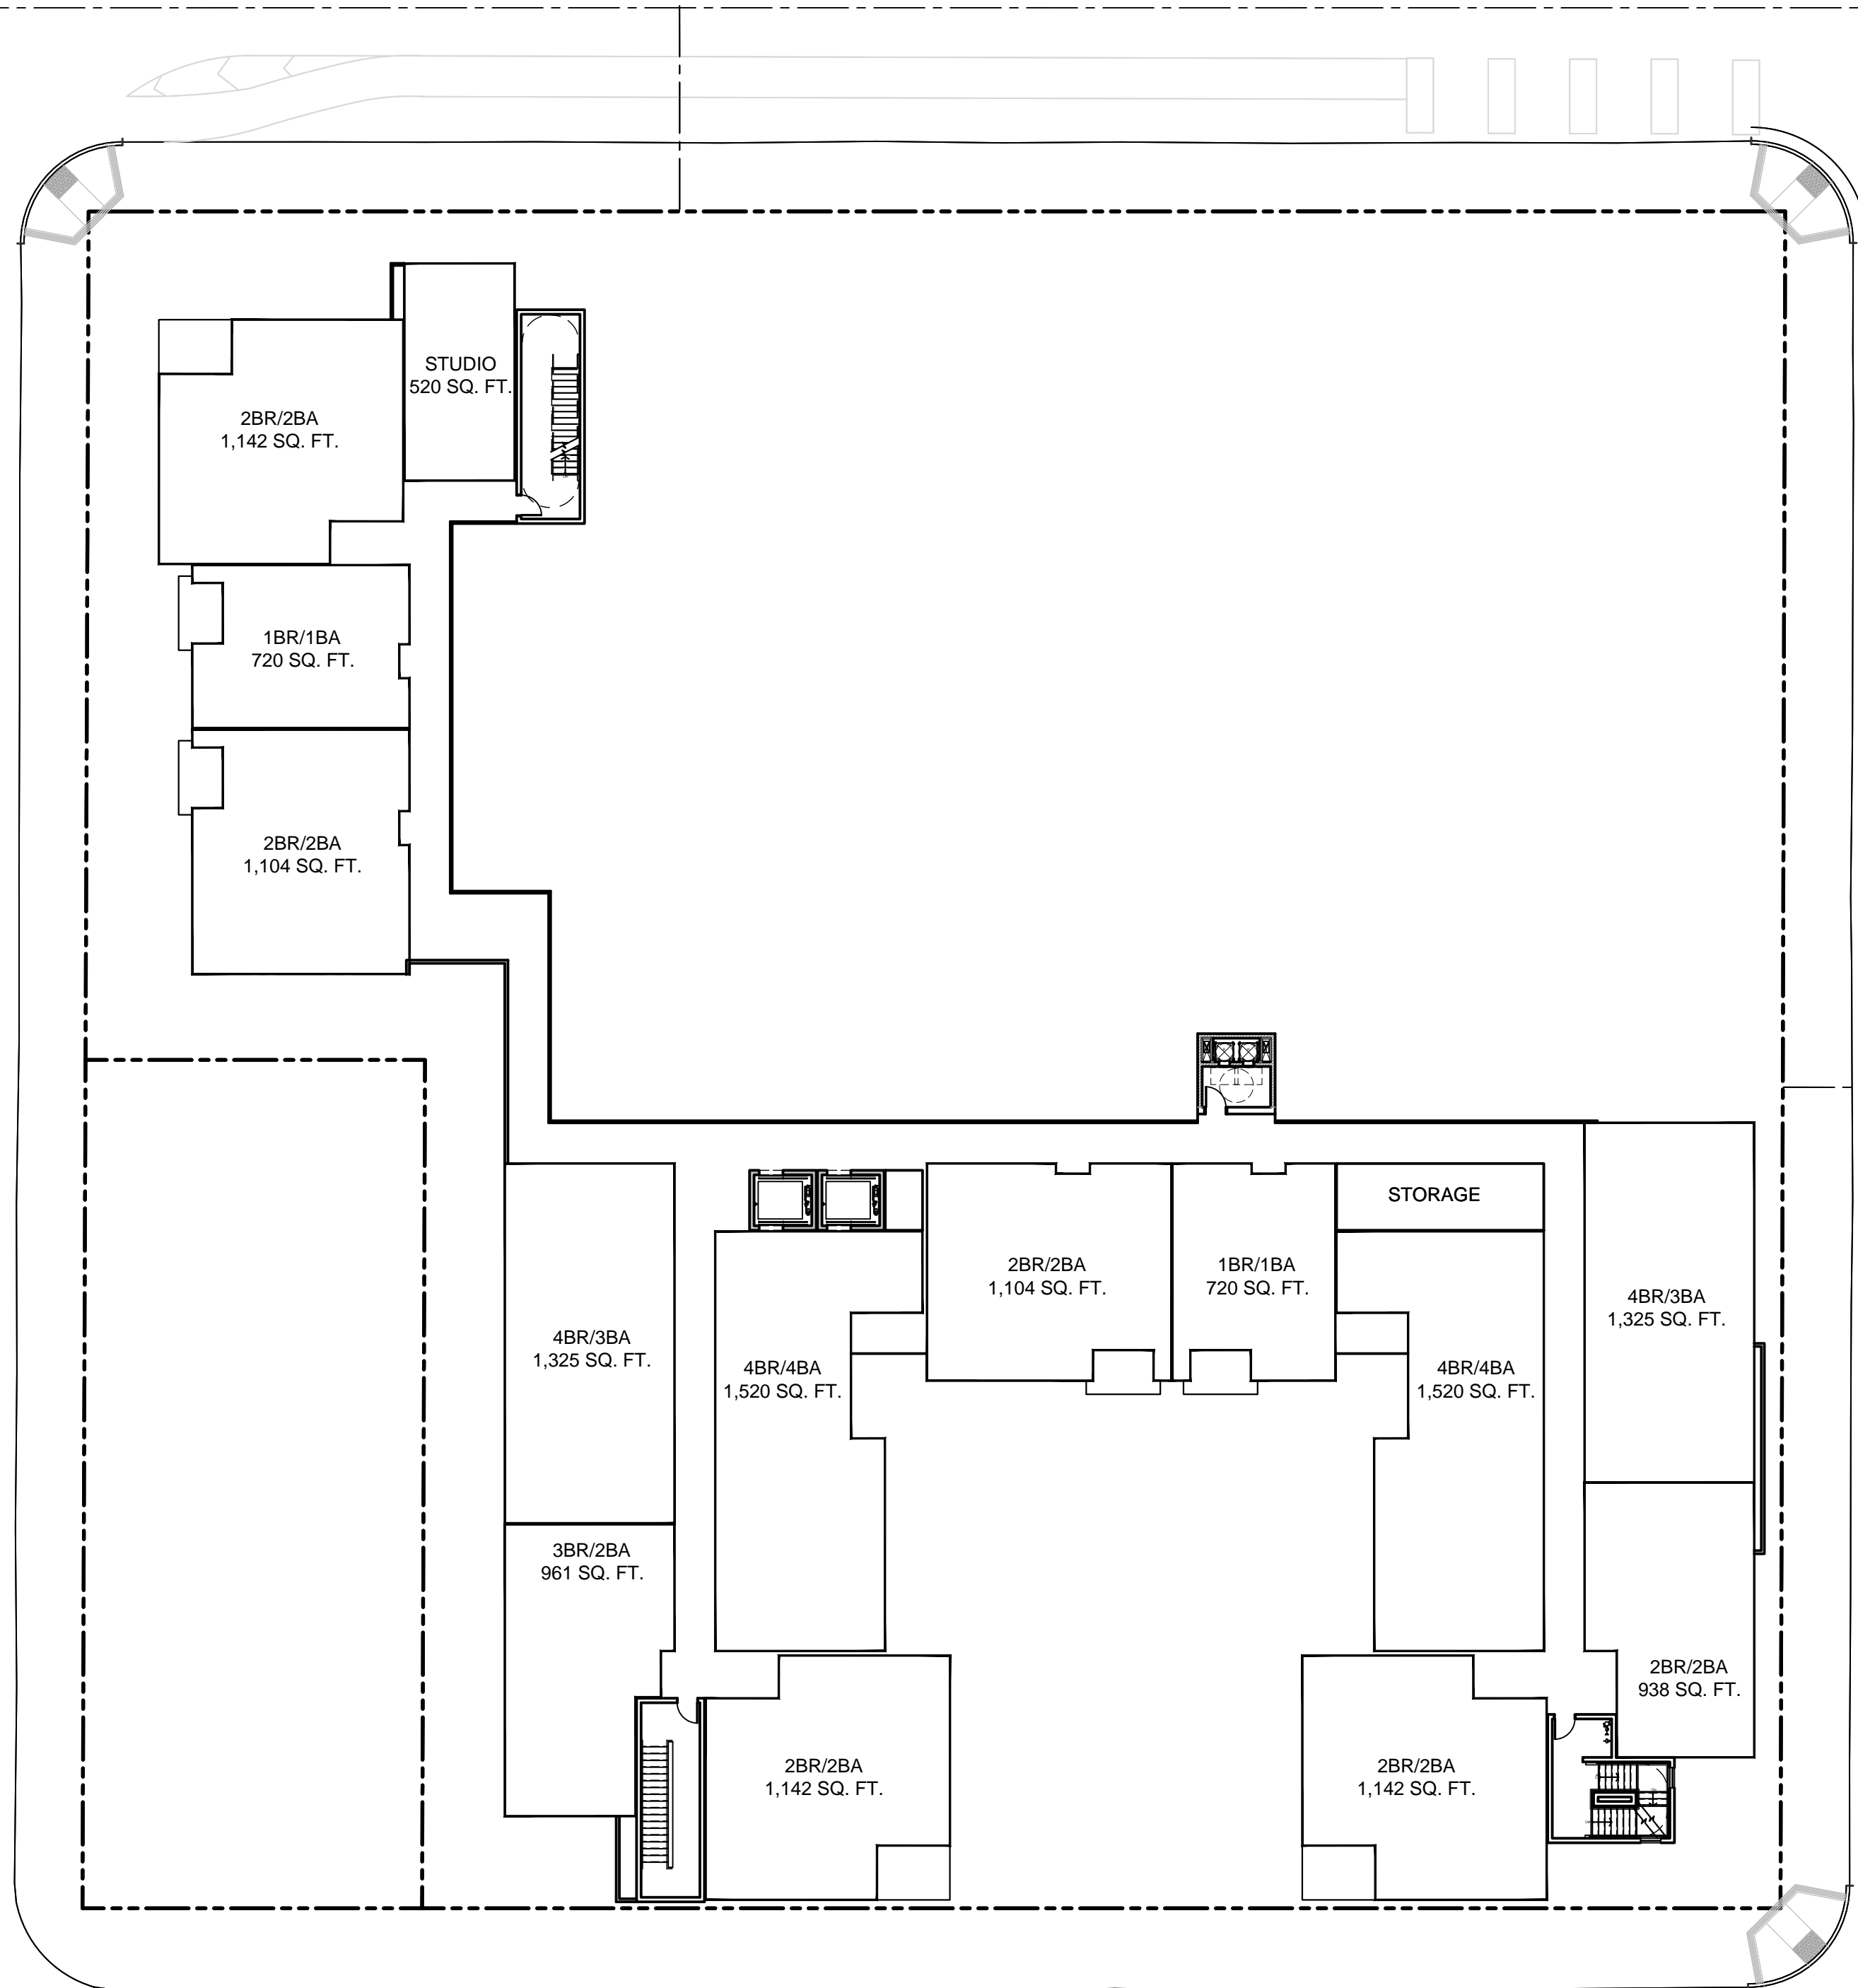 STUDIO
520 SQ. FT.
2BR/2BA
1,142 SQ. FT.
1BR/1BA
720 SQ. FT.
2BR/2BA
1,104 SQ. FT.
STORAGE
2BR/2BA
1,104 SQ. FT.
1BR/1BA
720 SQ. FT.
4BR/3BA
1,325 SQ. FT.
4BR/3BA
1,325 SQ. FT.
4BR/4BA
1,520 SQ. FT.
4BR/4BA
1,520 SQ. FT.
3BR/2BA
961 SQ. FT.
2BR/2BA
938 SQ. FT.
2BR/2BA
1,142 SQ. FT.
2BR/2BA
1,142 SQ. FT.